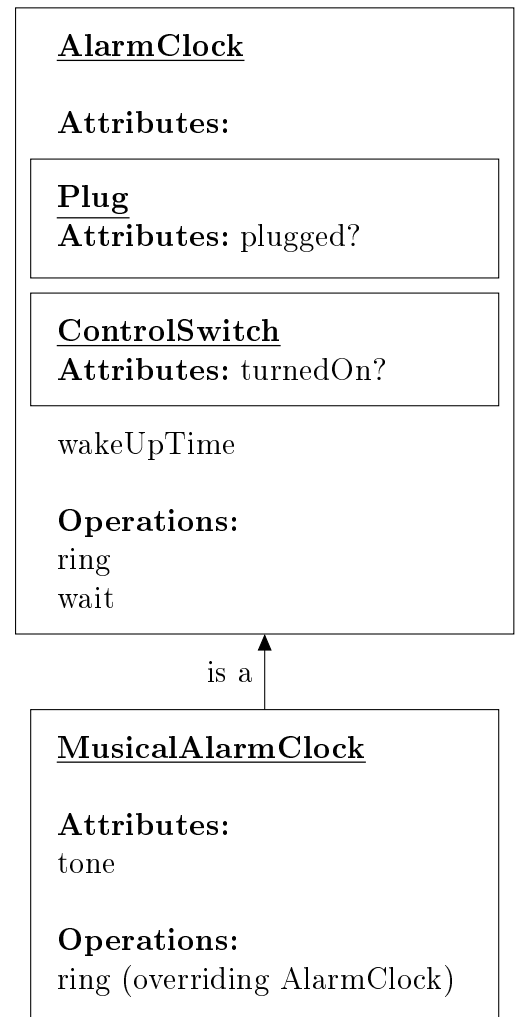 AlarmClock
Attributes:
Plug
Attributes: plugged?
ControlSwitch
Attributes: turnedOn?
wakeUpTime
Operations:
ring
wait
is a
MusicalAlarmClock
Attributes:
tone
Operations:
ring (overriding AlarmClock)